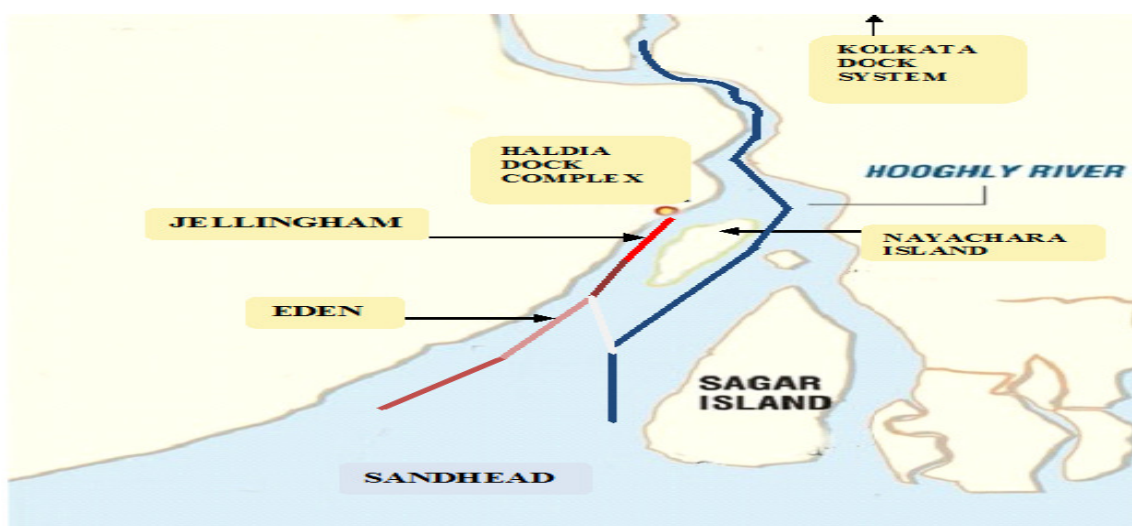 KOLKATA
DOCK
SYSTEM
HALDIA
DOCK
COMPLEX
HOOGHLY RIVER
JELLINGHAM
NAYACHARA
ISLAND
EDEN
SAGAR
ISLAND
SANDHEAD